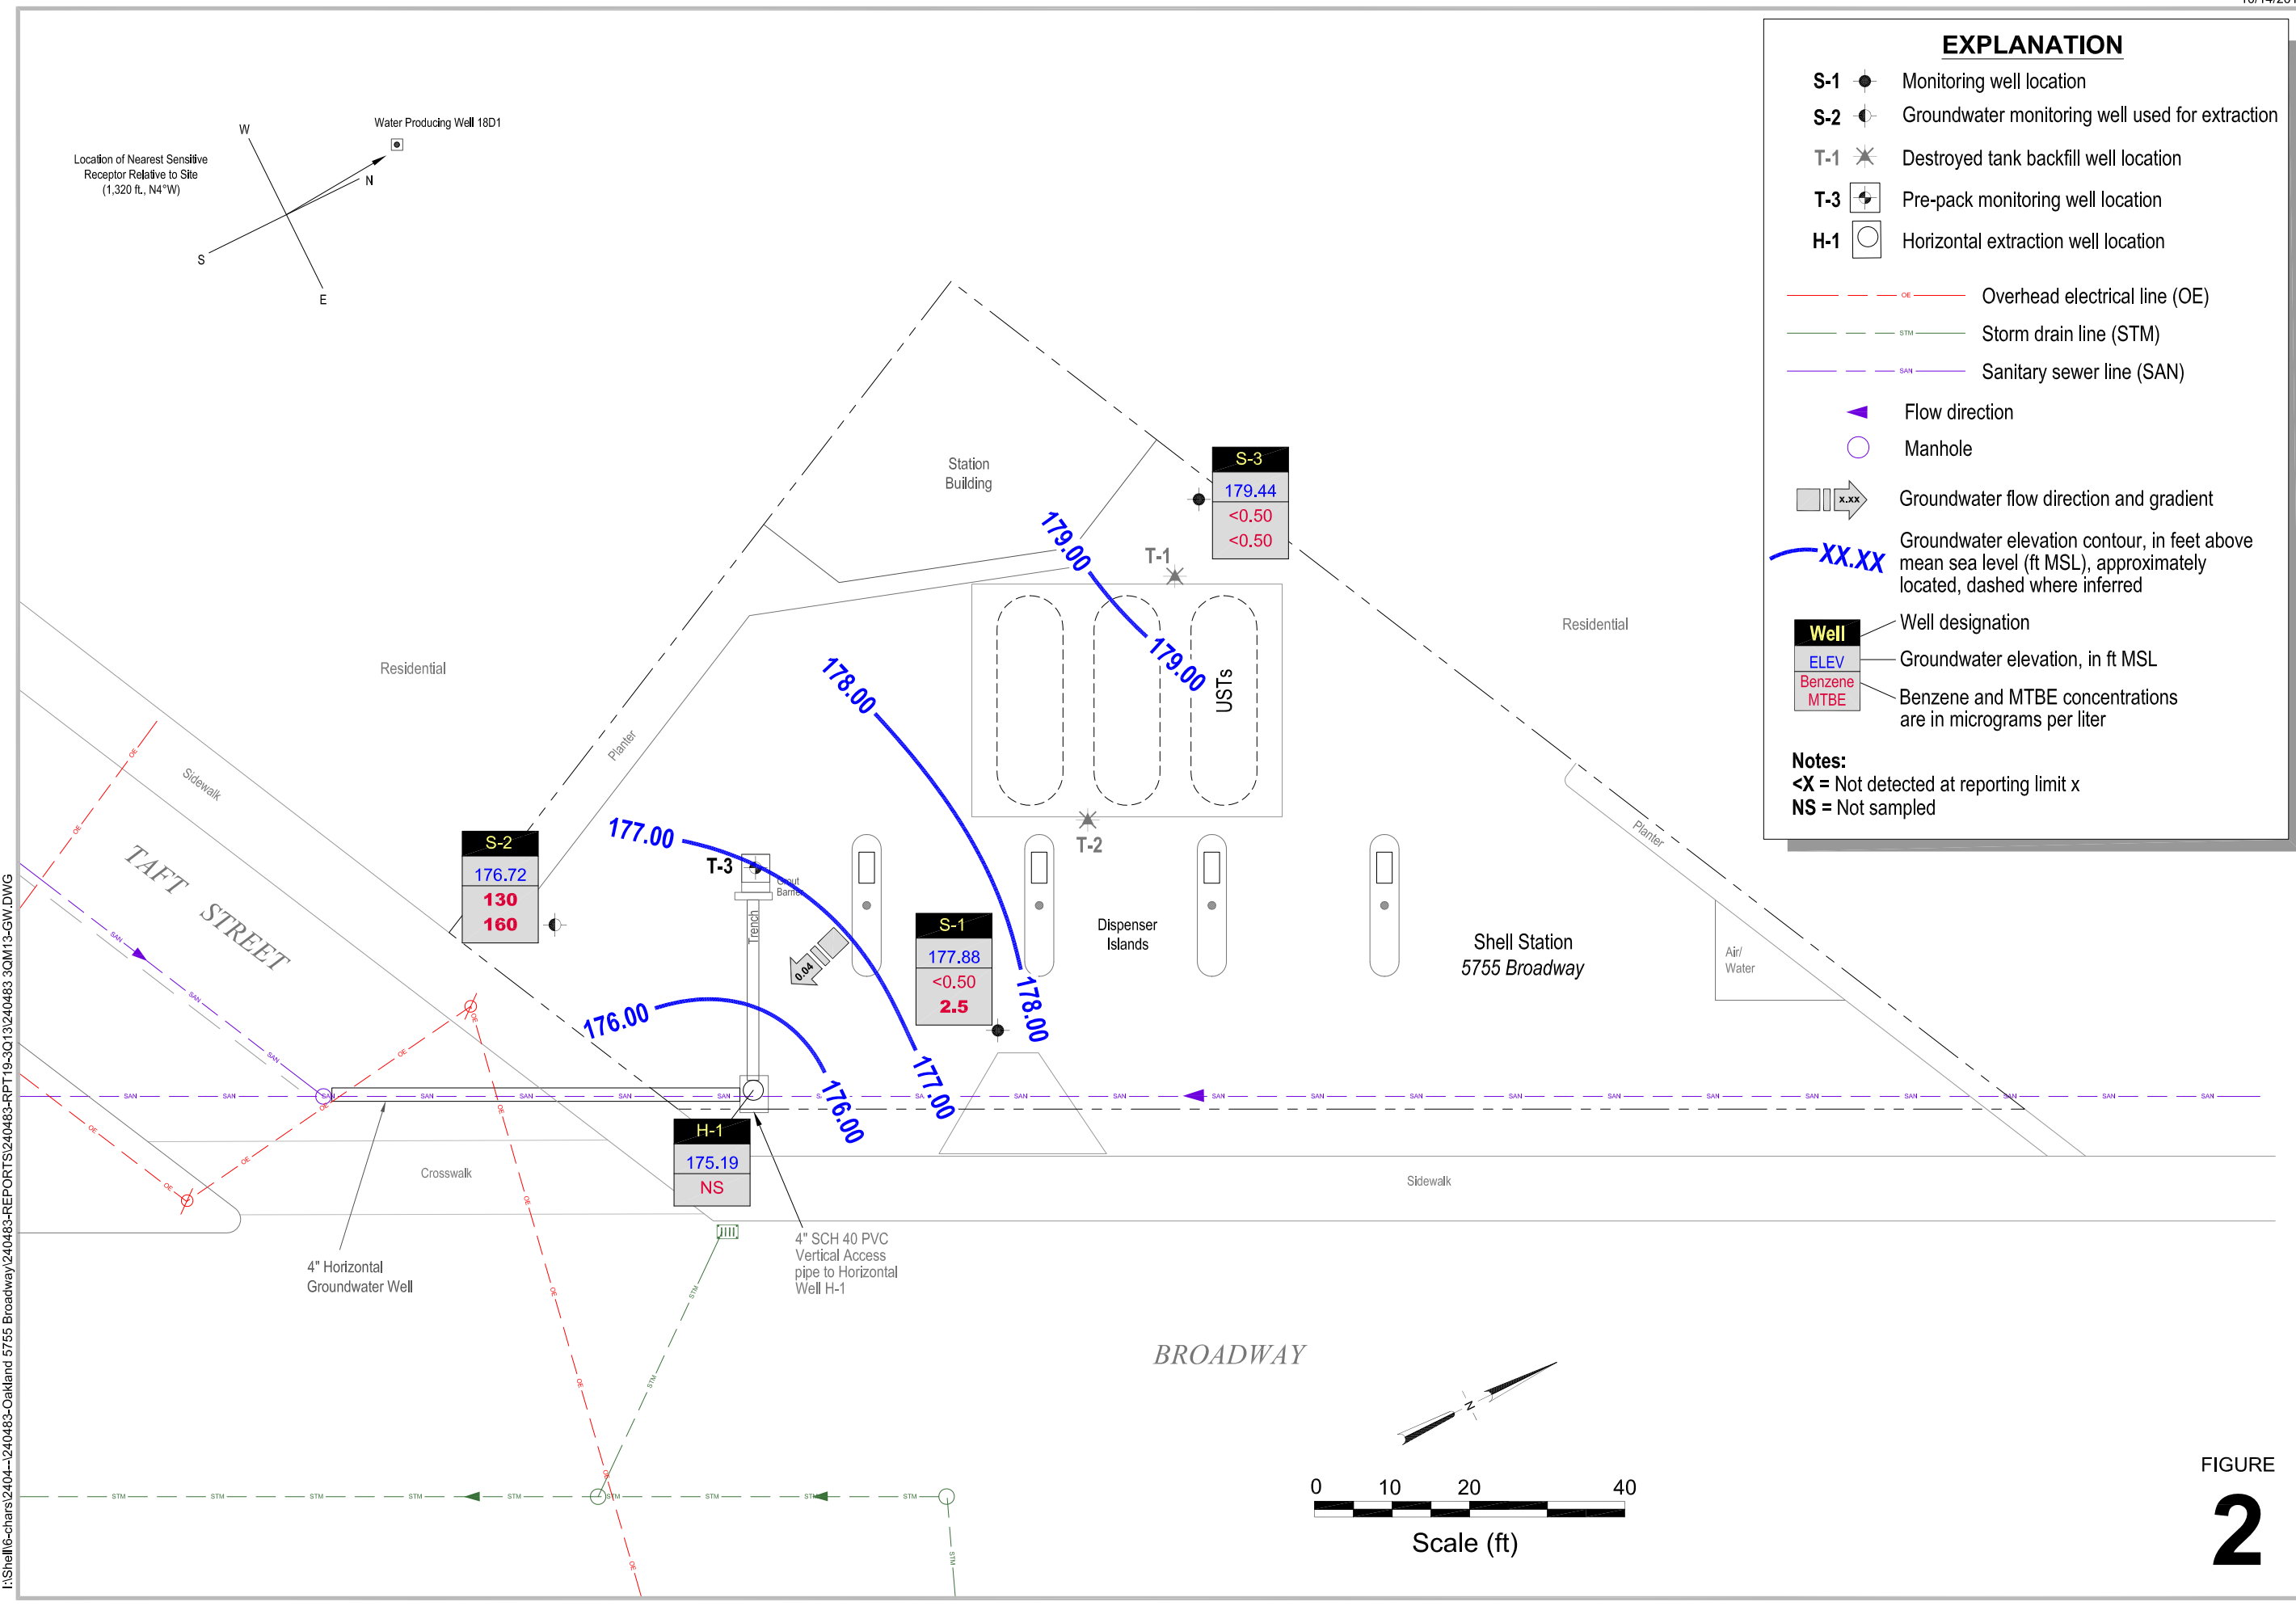 EXPLANATION
S-1 Monitoring well location
S-2 Groundwater monitoring well used for extraction
T-1 Destroyed tank backfill well location
T-3 Pre-pack monitoring well location
H-1 Horizontal extraction well location
OE Overhead electrical line (OE)
STM Storm drain line (STM)
SAN Sanitary sewer line (SAN)
Flow direction
Manhole
x.xx Groundwater flow direction and gradient
XX.XX Groundwater elevation contour, in feet above
mean sea level (ft MSL), approximately
located, dashed where inferred
Well Well designation
ELEV Groundwater elevation, in ft MSL
Benzene
MTBE
Benzene and MTBE concentrations
are in micrograms per liter
Notes:
<X = Not detected at reporting limit x
NS = Not sampled
Water Producing Well 18D1
Location of Nearest Sensitive
Receptor Relative to Site
(1,320 ft., N4°W)
W
N
S
E
Station
Building
S-3
179.44
<0.50
<0.50
179.00
T-1
179.00
USTs
Residential
Residential
178.00
Planter
Sidewalk
TAFT STREET
S-2
176.72
130
160
177.00
T-3
Grout
Barrier
Trench
0.04
S-1
177.88
<0.50
2.5
T-2
Dispenser
Islands
Shell Station
5755 Broadway
Air/
Water
Planter
178.00
176.00
177.00
176.00
H-1
175.19
NS
Crosswalk
Sidewalk
4" Horizontal
Groundwater Well
4" SCH 40 PVC
Vertical Access
pipe to Horizontal
Well H-1
BROADWAY
N
0 10 20 40
Scale (ft)
FIGURE
2
I:\Shell\6-chars\2404--\240483-Oakland 5755 Broadway\240483-REPORTS\240483-RPT19-3Q13\240483 3QM13-GW.DWG